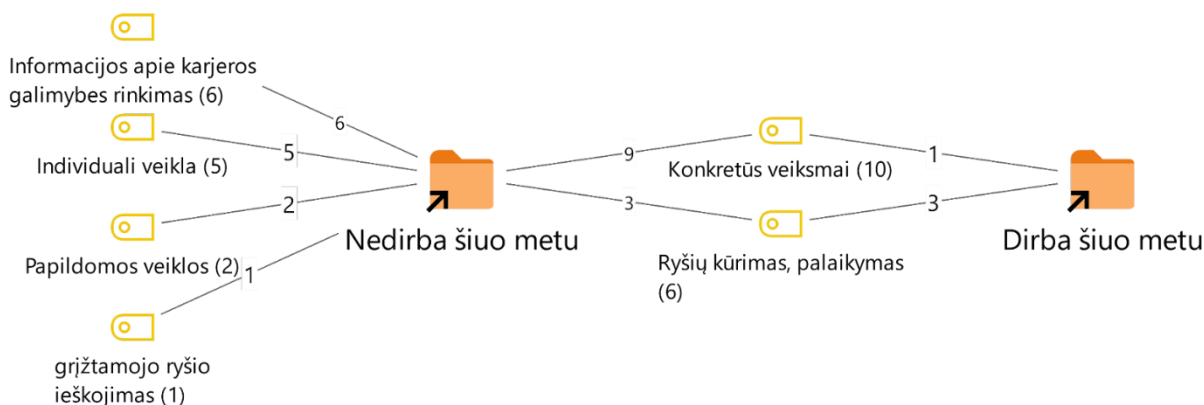 Informacijos apie karjeros
galimybes rinkimas (6)
6
Individuali veikla (5)
5
Papildomos veiklos (2)
2
grįžtamojo ryšio
ieškojimas (1)
1
Nedirba šiuo metu
9
Konkretūs veiksmai (10)
1
3
Ryšių kūrimas, palaikymas
(6)
3
Dirba šiuo metu